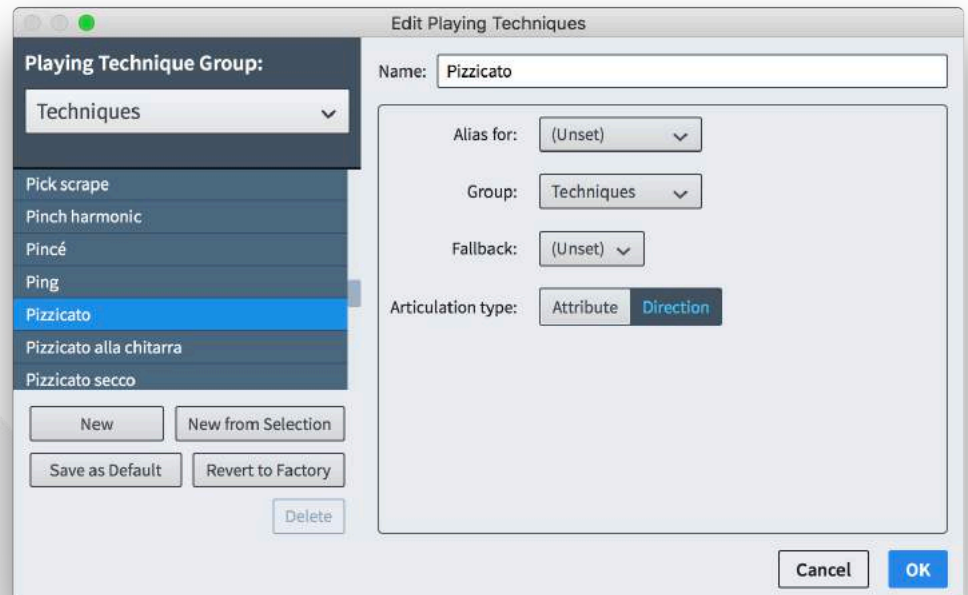 Edit Playing Techniques
Playing Technique Group:
Techniques
Pick scrape
Pinch harmonic
Pincé
Ping
Pizzicato
Pizzicato alla chitarra
Pizzicato secco
New
New from Selection
Save as Default
Revert to Factory
Delete
Name: Pizzicato
Alias for: (Unset)
Group: Techniques
Fallback: (Unset)
Articulation type: Attribute Direction
Cancel
OK